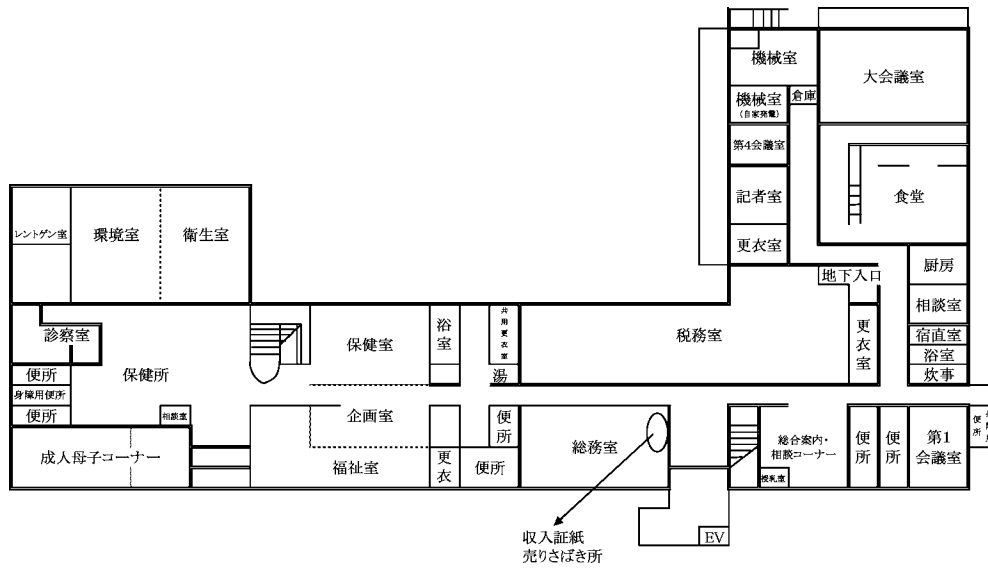 機械室
大会議室
機械室
(自家発電)
倉庫
第4会議室
記者室
食堂
更衣室
レントゲン室
環境室
衛生室
地下入口
厨房
相談室
宿直室
浴室
炊事
診察室
保健所
保健室
浴室
共用更衣室
湯
税務室
更衣室
便所
身障用便所
便所
相談室
企画室
便所
総務室
総合案内・
相談コーナー
便所
便所
第1
会議室
便所
成人母子コーナー
福祉室
更衣
便所
授乳室
収入証紙
売りさばき所
EV